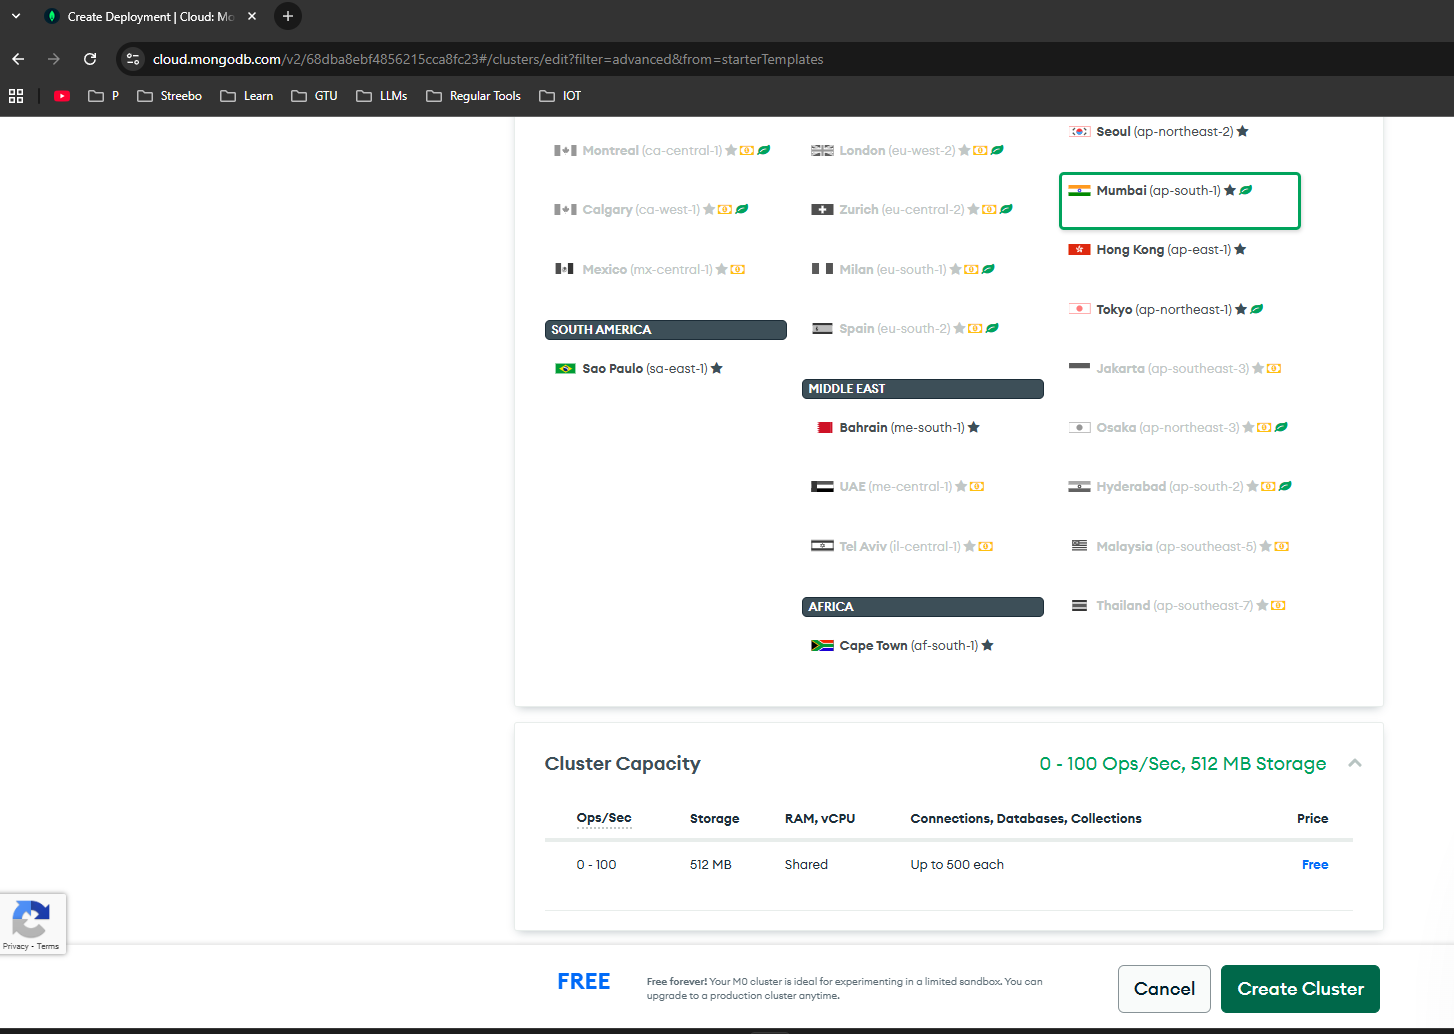 Create Deployment | Cloud: Mo
cloud.mongodb.com/v2/68dba8ebf4856215cca8fc23#/clusters/edit?filter=advanced&from=starterTemplates
P
Streebo
Learn
GTU
LLMs
Regular Tools
IOT
Montreal (ca-central-1)
Calgary (ca-west-1)
Mexico (mx-central-1)
SOUTH AMERICA
Sao Paulo (sa-east-1)
London (eu-west-2)
Zurich (eu-central-2)
Milan (eu-south-1)
Spain (eu-south-2)
MIDDLE EAST
Bahrain (me-south-1)
UAE (me-central-1)
Tel Aviv (il-central-1)
AFRICA
Cape Town (af-south-1)
Seoul (ap-northeast-2)
Mumbai (ap-south-1)
Hong Kong (ap-east-1)
Tokyo (ap-northeast-1)
Jakarta (ap-southeast-3)
Osaka (ap-northeast-3)
Hyderabad (ap-south-2)
Malaysia (ap-southeast-5)
Thailand (ap-southeast-7)
Cluster Capacity
0 - 100 Ops/Sec, 512 MB Storage
Ops/Sec Storage RAM, vCPU Connections, Databases, Collections Price
0 - 100 512 MB Shared Up to 500 each Free
Privacy - Terms
FREE
Free forever! Your M0 cluster is ideal for experimenting in a limited sandbox. You can
upgrade to a production cluster anytime.
Cancel
Create Cluster